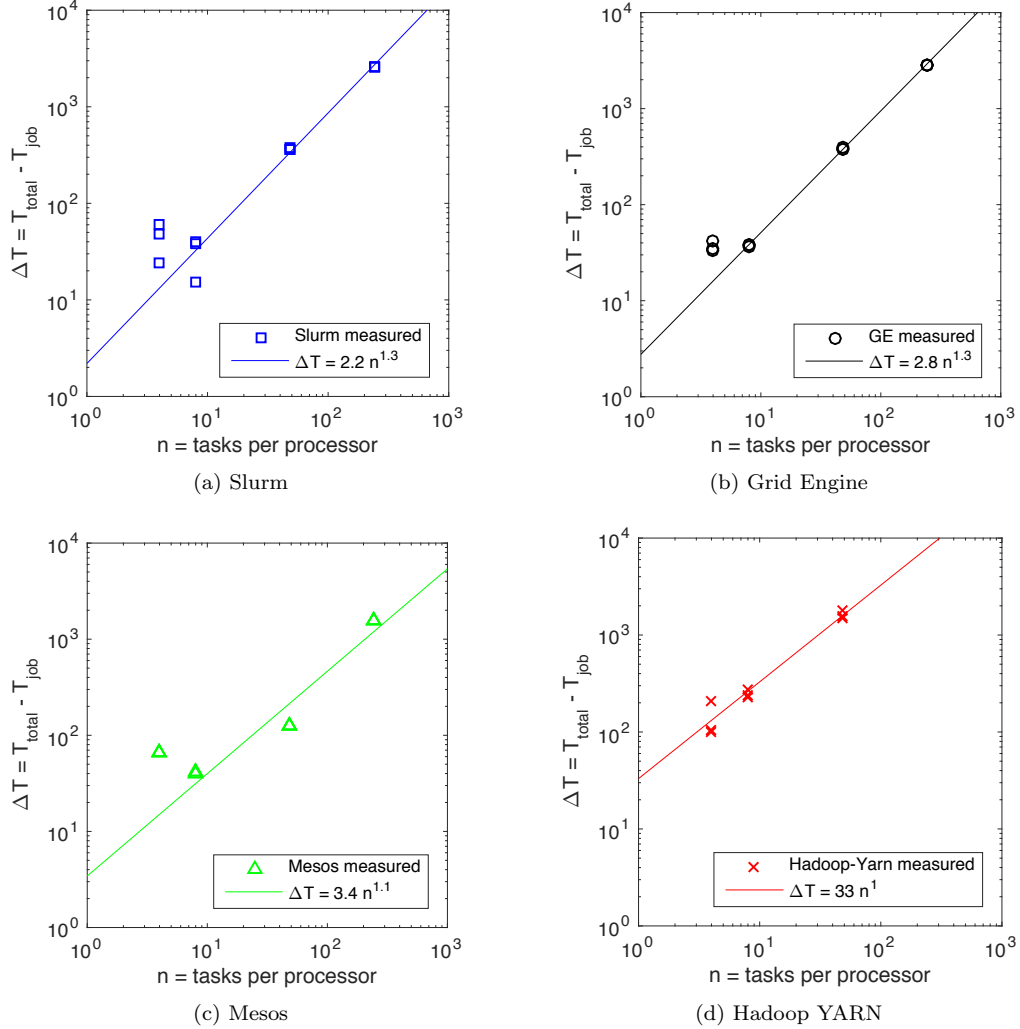 10^4
10^3
10^2
10^1
10^0
ΔT = T_total - T_job
Slurm measured
ΔT = 2.2 n^1.3
10^0 10^1 10^2 10^3
n = tasks per processor
(a) Slurm
10^4
10^3
10^2
10^1
10^0
ΔT = T_total - T_job
GE measured
ΔT = 2.8 n^1.3
10^0 10^1 10^2 10^3
n = tasks per processor
(b) Grid Engine
10^4
10^3
10^2
10^1
10^0
ΔT = T_total - T_job
Mesos measured
ΔT = 3.4 n^1.1
10^0 10^1 10^2 10^3
n = tasks per processor
(c) Mesos
10^4
10^3
10^2
10^1
10^0
ΔT = T_total - T_job
Hadoop-Yarn measured
ΔT = 33 n^1
10^0 10^1 10^2 10^3
n = tasks per processor
(d) Hadoop YARN